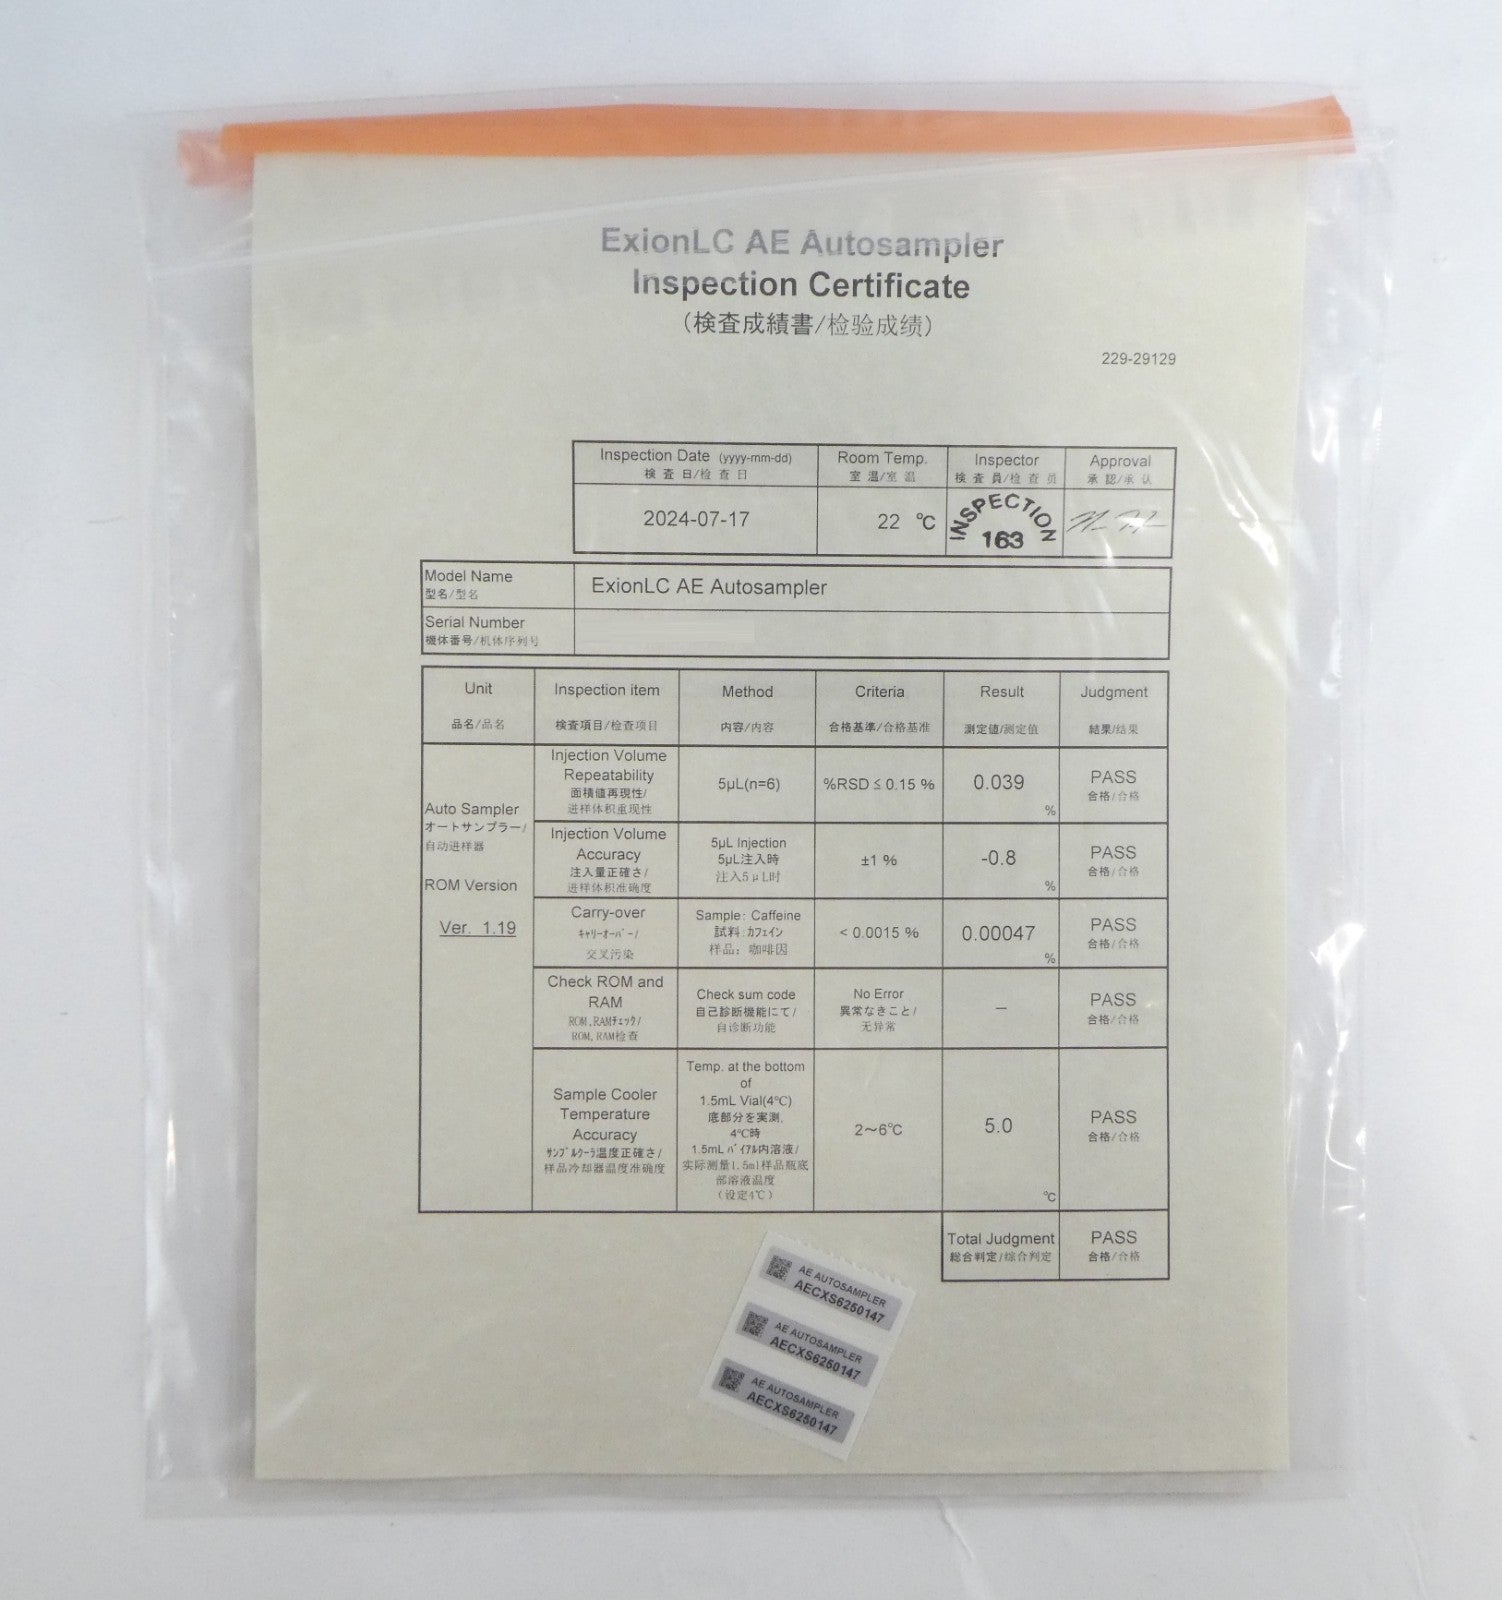 ExionLC AE Autosampler
Inspection Certificate
(検査成績書/检验成绩)
229-29129
Inspection Date (yyyy-mm-dd)
検査日/检查日
Room Temp.
室温/室温
Inspector
検査員/检查员
Approval
承認/承认
2024-07-17
22 ℃
INSPECTION
163
Model Name
型名/型名
ExionLC AE Autosampler
Serial Number
機体番号/机体序列号
Unit
品名/品名
Inspection item
検査項目/检查项目
Method
内容/内容
Criteria
合格基準/合格基准
Result
測定値/测定值
Judgment
結果/结果
Auto Sampler
オートサンプラー/
自动进样器
ROM Version
Ver. 1.19
Injection Volume
Repeatability
面積値再現性/
进样体积重现性
5µL(n=6)
%RSD ≤ 0.15 %
0.039
%
PASS
合格/合格
Injection Volume
Accuracy
注入量正確さ/
进样体积准确度
5µL Injection
5µL注入時
注入5µL时
±1 %
-0.8
%
PASS
合格/合格
Carry-over
ｷｬﾘｰｵｰﾊﾞｰ/
交叉污染
Sample: Caffeine
試料:ｶﾌｪｲﾝ
样品: 咖啡因
< 0.0015 %
0.00047
%
PASS
合格/合格
Check ROM and
RAM
ROM,RAMﾁｪｯｸ/
ROM, RAM检查
Check sum code
自己診断機能にて/
自诊断功能
No Error
異常なきこと/
无异常
—
PASS
合格/合格
Sample Cooler
Temperature
Accuracy
ｻﾝﾌﾟﾙｸｰﾗ温度正確さ/
样品冷却器温度准确度
Temp. at the bottom
of
1.5mL Vial(4℃)
底部分を実測,
4℃時
1.5mLﾊﾞｲｱﾙ内溶液/
实际测量1.5ml样品瓶底
部溶液温度
(设定4℃)
2～6℃
5.0
℃
PASS
合格/合格
Total Judgment
総合判定/综合判定
PASS
合格/合格
AE AUTOSAMPLER
AECXS6250147
AE AUTOSAMPLER
AECXS6250147
AE AUTOSAMPLER
AECXS6250147